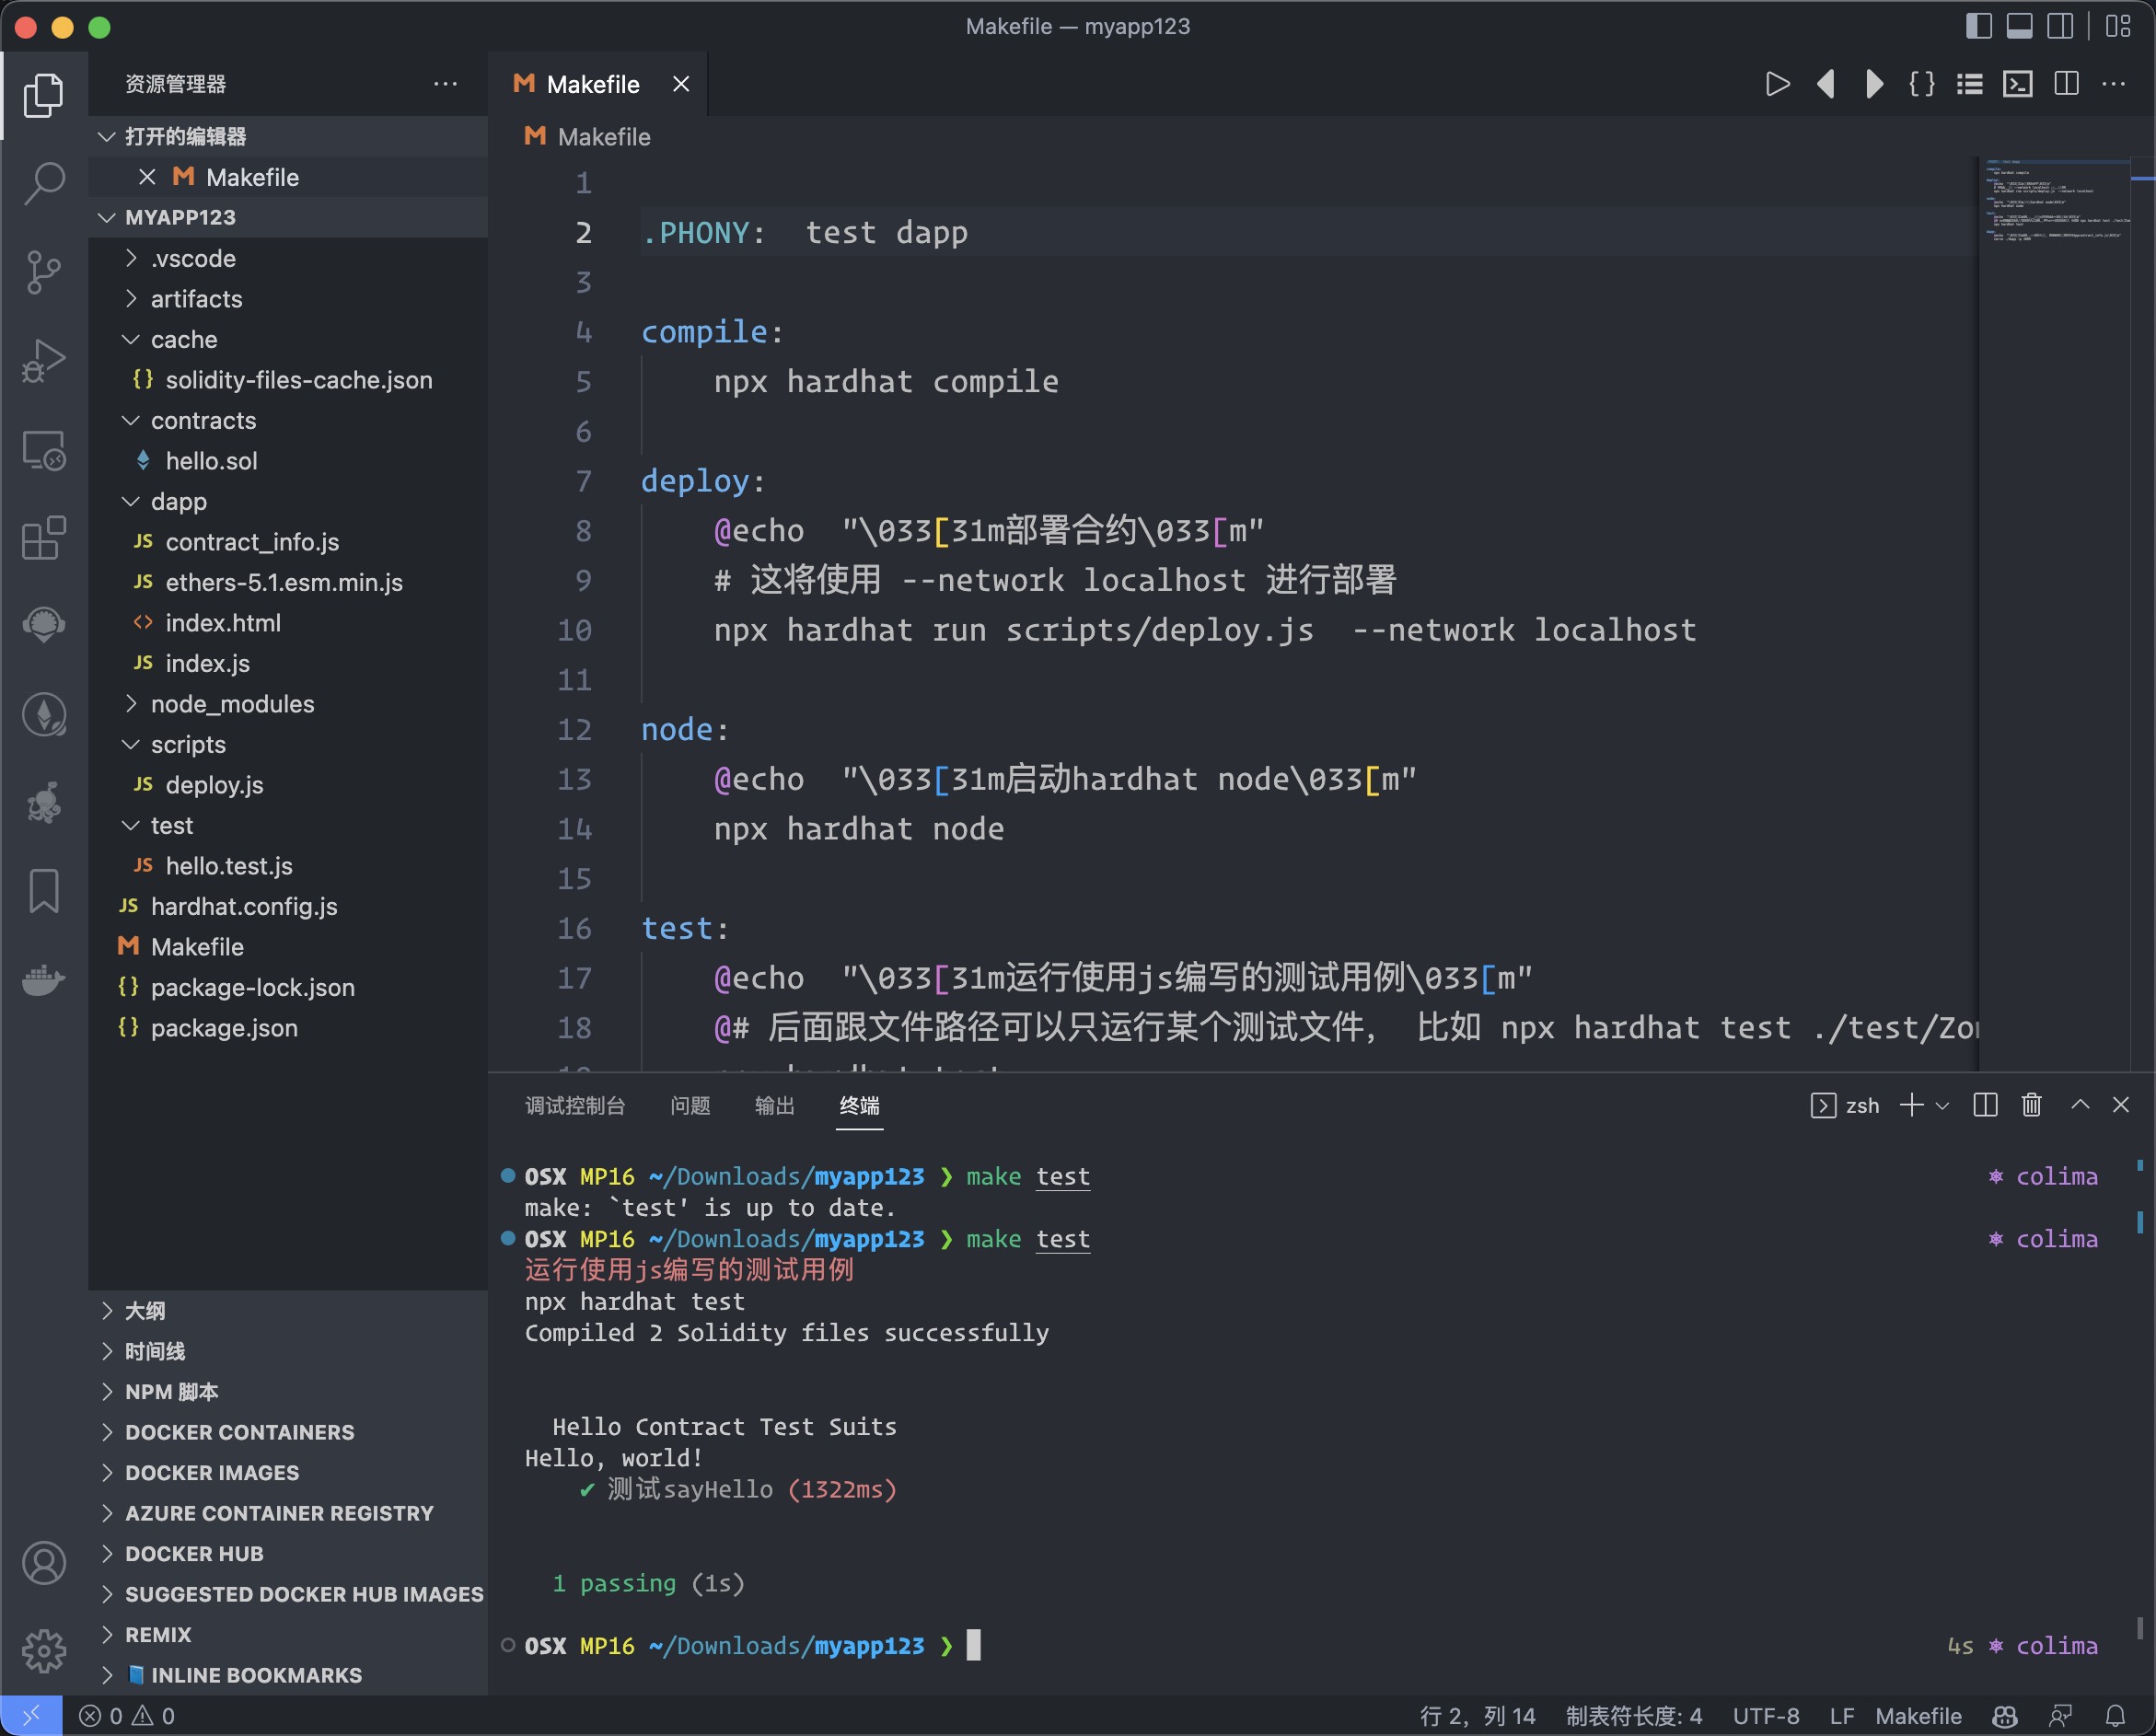 Makefile — myapp123
资源管理器
Makefile
打开的编辑器
Makefile
MYAPP123
.vscode
artifacts
cache
{} solidity-files-cache.json
contracts
hello.sol
dapp
JS contract_info.js
JS ethers-5.1.esm.min.js
<> index.html
JS index.js
node_modules
scripts
JS deploy.js
test
JS hello.test.js
JS hardhat.config.js
Makefile
{} package-lock.json
{} package.json
大纲
时间线
NPM 脚本
DOCKER CONTAINERS
DOCKER IMAGES
AZURE CONTAINER REGISTRY
DOCKER HUB
SUGGESTED DOCKER HUB IMAGES
REMIX
INLINE BOOKMARKS
Makefile
1
2 .PHONY:  test dapp
3
4 compile:
5 npx hardhat compile
6
7 deploy:
8 @echo  "\033[31m部署合约\033[m"
9 # 这将使用 --network localhost 进行部署
10 npx hardhat run scripts/deploy.js  --network localhost
11
12 node:
13 @echo  "\033[31m启动hardhat node\033[m"
14 npx hardhat node
15
16 test:
17 @echo  "\033[31m运行使用js编写的测试用例\033[m"
18 @# 后面跟文件路径可以只运行某个测试文件， 比如 npx hardhat test ./test/Zo
调试控制台 问题 输出 终端 zsh
OSX MP16 ~/Downloads/myapp123 ❯ make test ⎈ colima
make: `test' is up to date.
OSX MP16 ~/Downloads/myapp123 ❯ make test ⎈ colima
运行使用js编写的测试用例
npx hardhat test
Compiled 2 Solidity files successfully
Hello Contract Test Suits
Hello, world!
✔ 测试sayHello (1322ms)
1 passing (1s)
OSX MP16 ~/Downloads/myapp123 ❯ 4s ⎈ colima
0 0 行 2，列 14 制表符长度: 4 UTF-8 LF Makefile